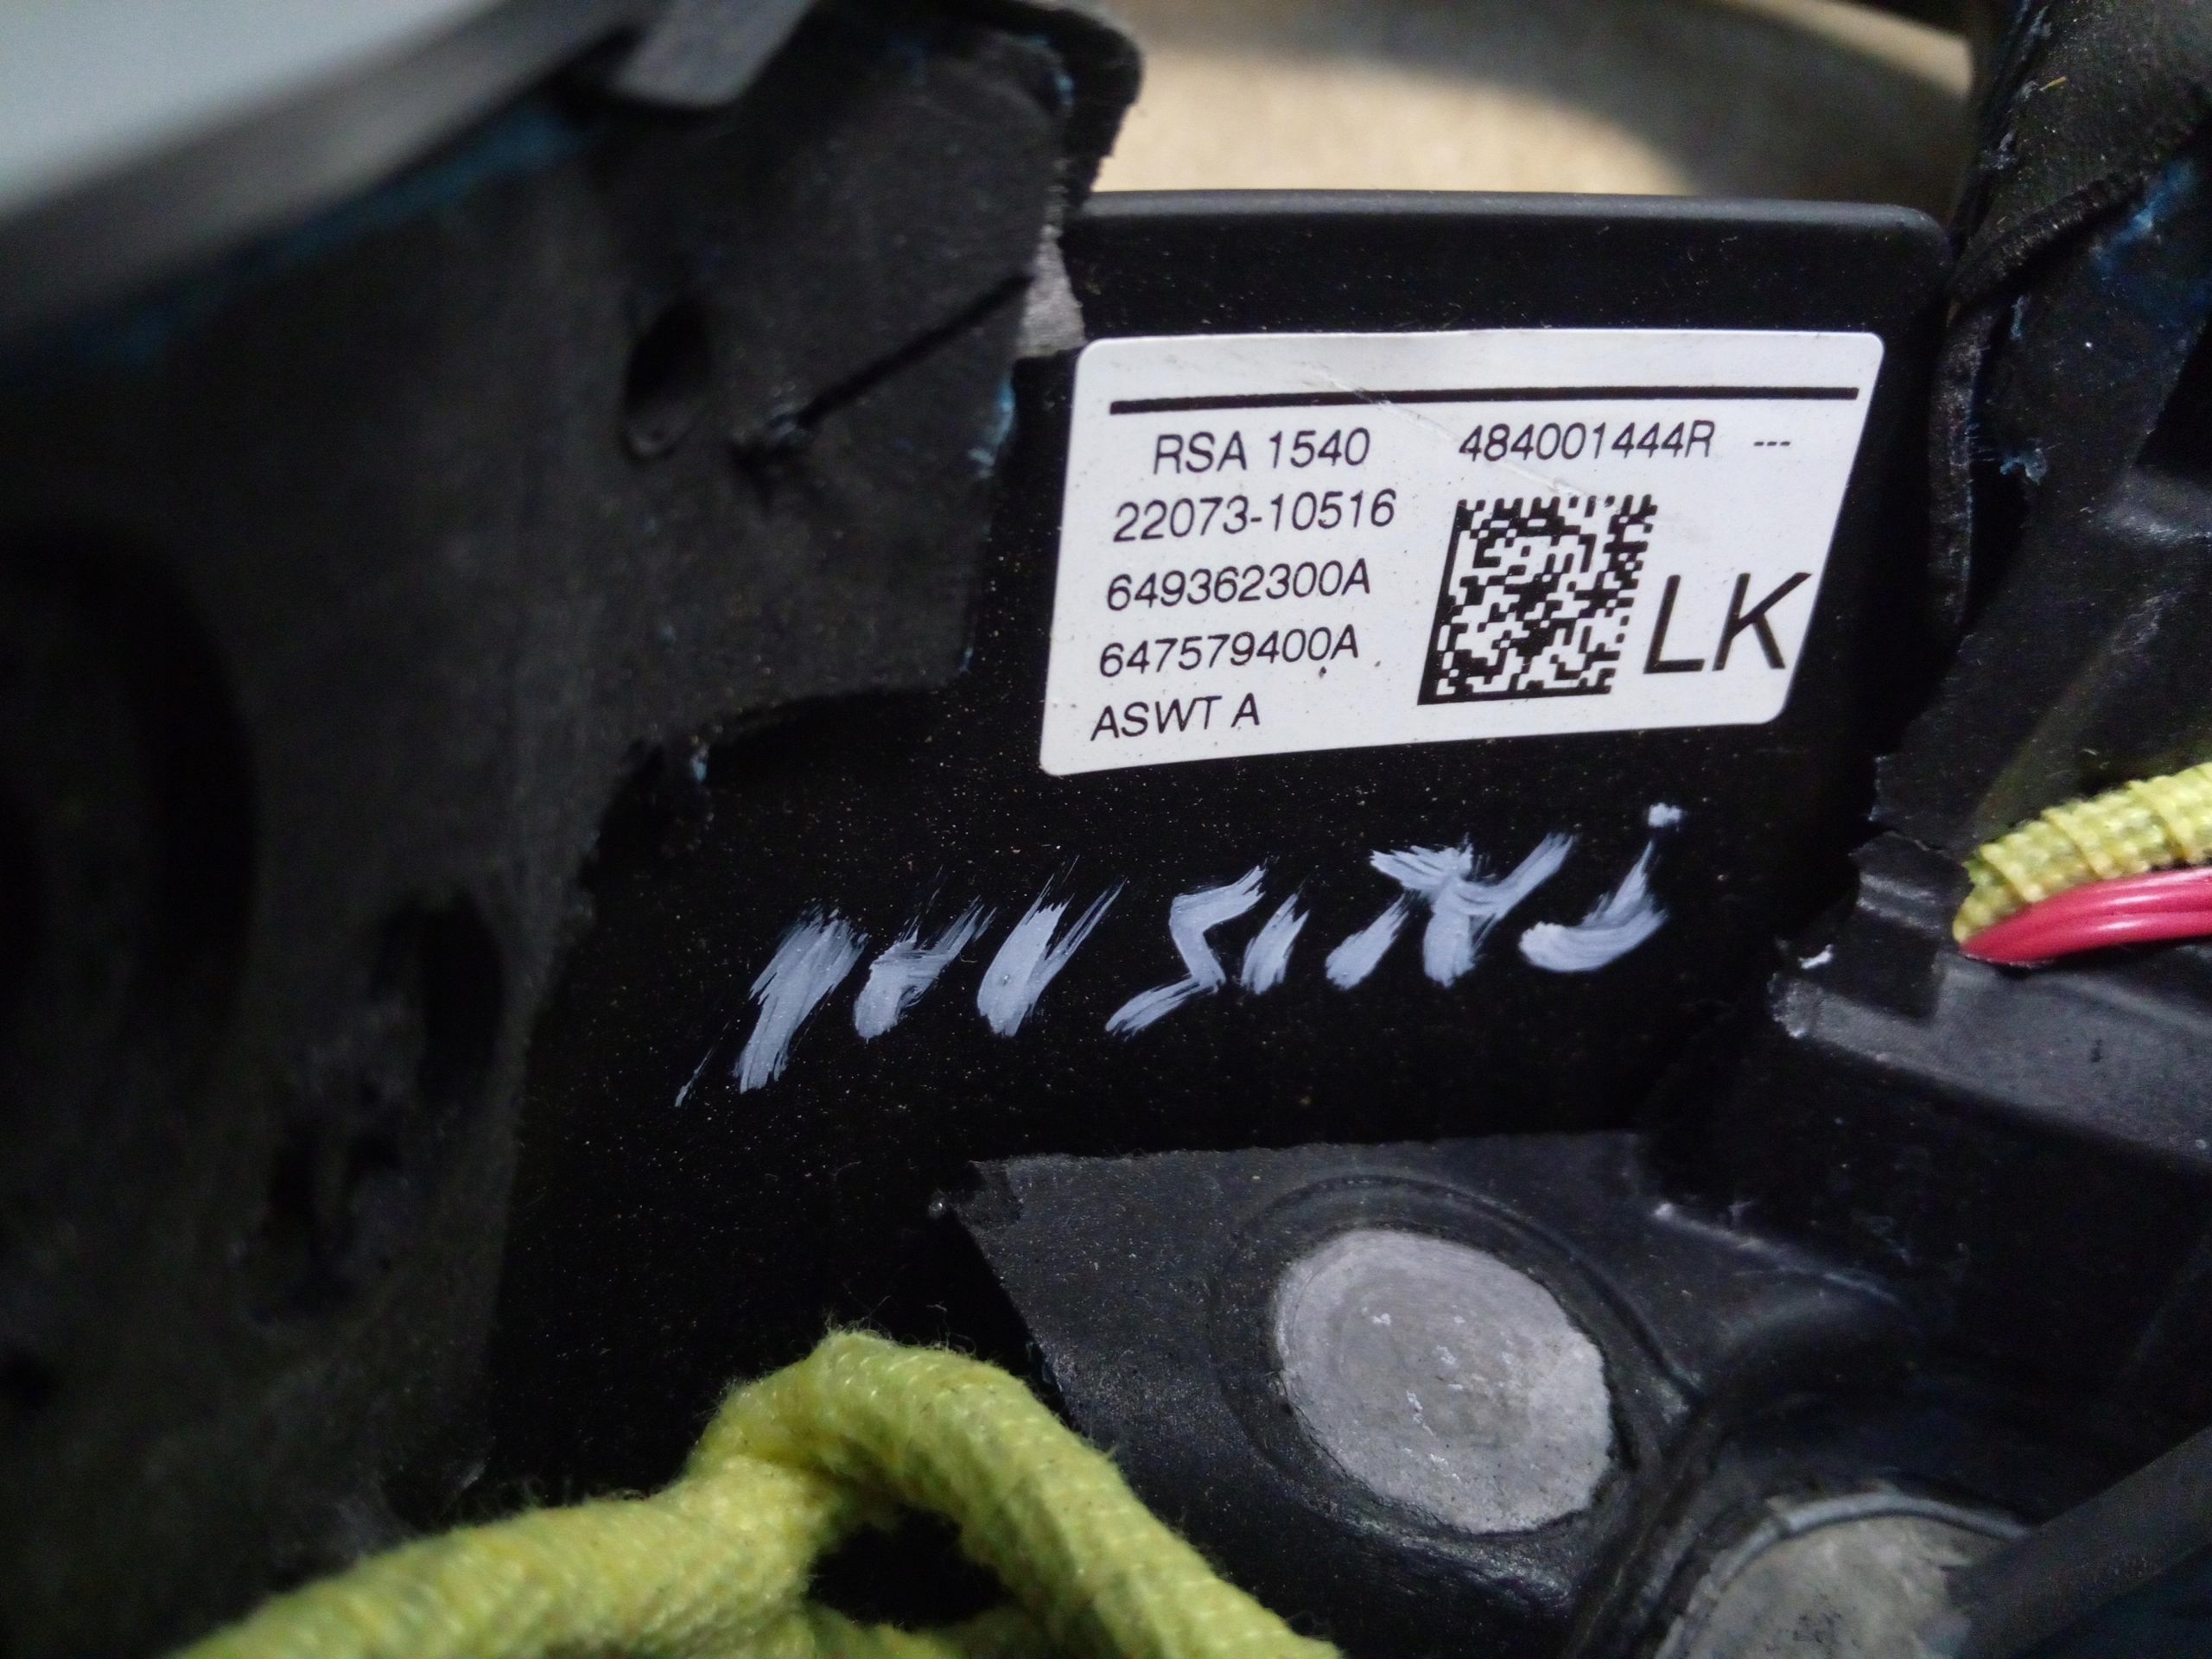 RSA 1540 484001444R ---
22073-10516
649362300A
647579400A
LK
ASWT A